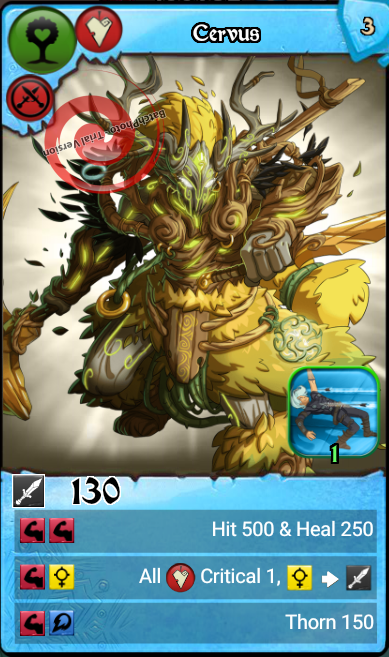 Cervus
3
BatchPhoto - Trial Version
1
130
Hit 500 & Heal 250
All Critical 1,
Thorn 150